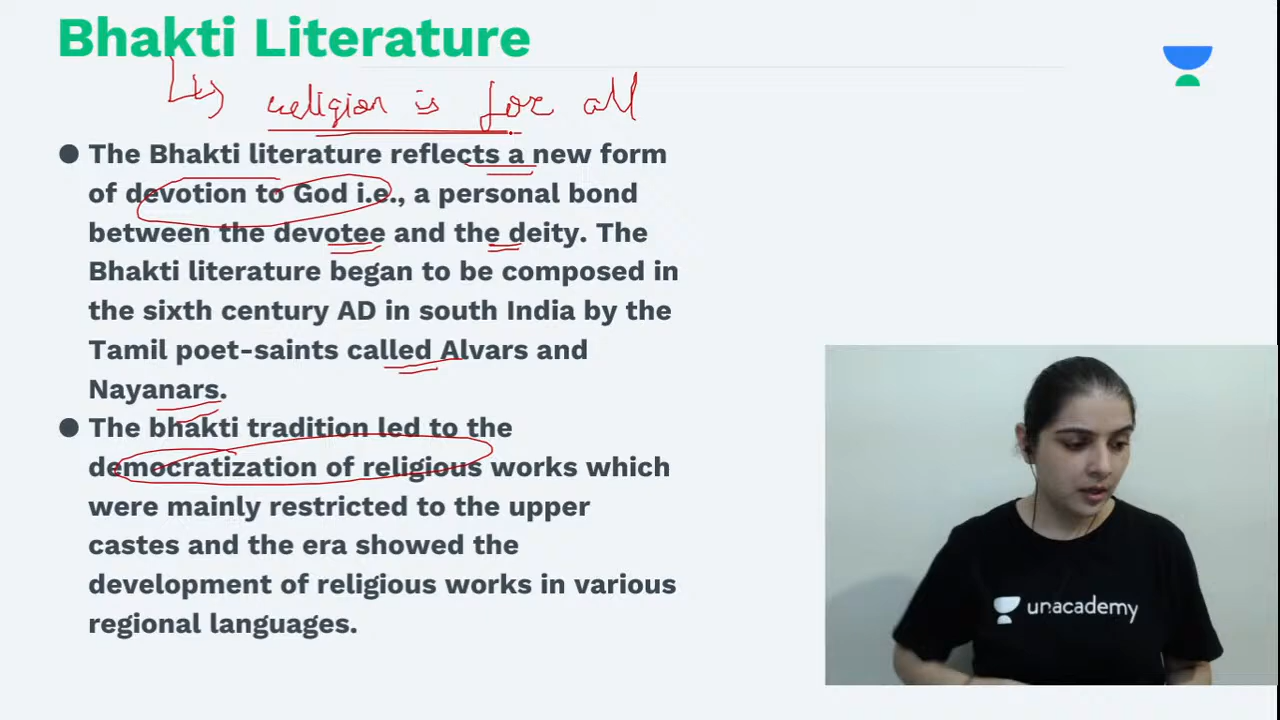 Bhakti Literature
religion is for all
● The Bhakti literature reflects a new form
of devotion to God i.e., a personal bond
between the devotee and the deity. The
Bhakti literature began to be composed in
the sixth century AD in south India by the
Tamil poet-saints called Alvars and
Nayanars.
● The bhakti tradition led to the
democratization of religious works which
were mainly restricted to the upper
castes and the era showed the
development of religious works in various
regional languages.
unacademy